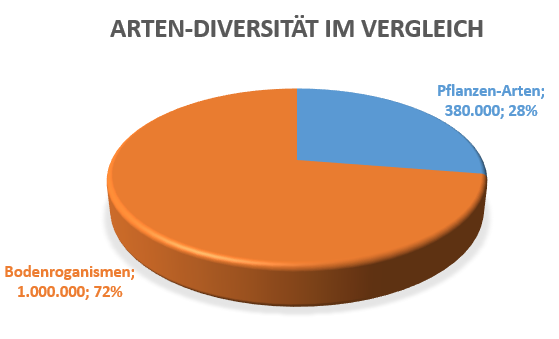 ARTEN-DIVERSITÄT IM VERGLEICH
Pflanzen-Arten;
380.000; 28%
Bodenroganismen;
1.000.000; 72%